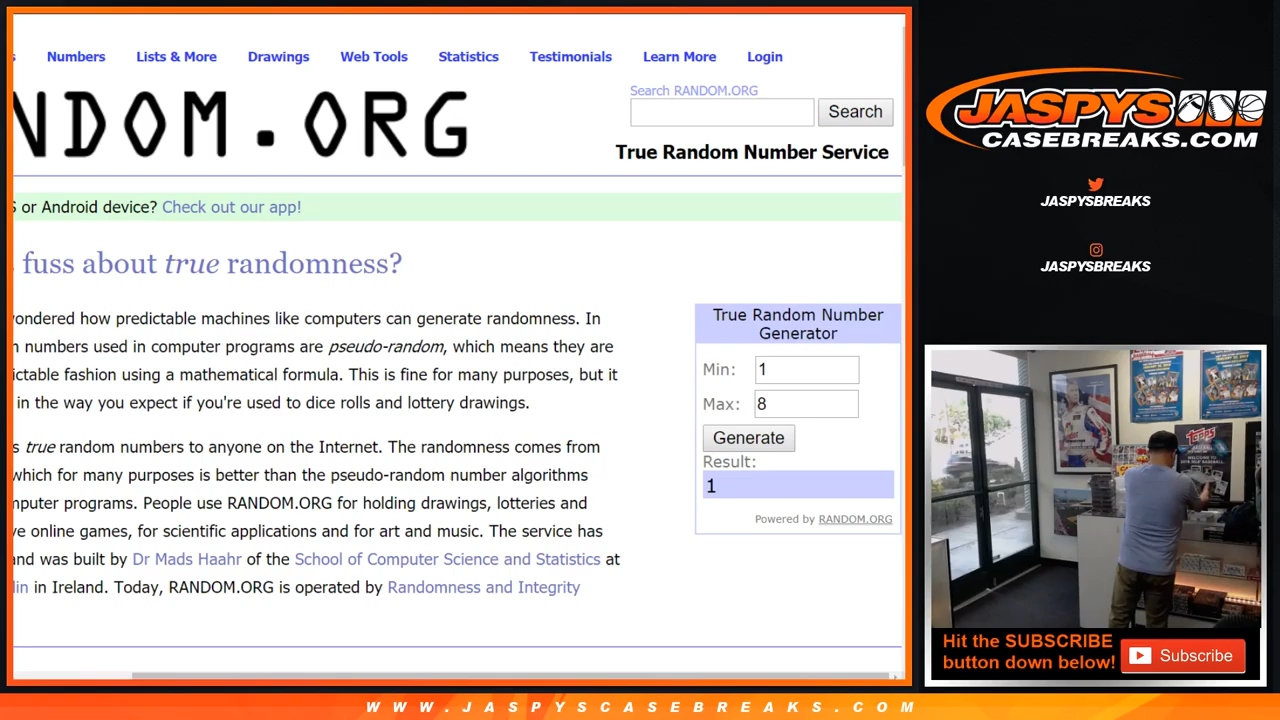 Numbers Lists & More Drawings Web Tools Statistics Testimonials Learn More Login
Search RANDOM.ORG
Search
NDOM.ORG
True Random Number Service
S or Android device? Check out our app!
fuss about true randomness?
ondered how predictable machines like computers can generate randomness. In
numbers used in computer programs are pseudo-random, which means they are
ictable fashion using a mathematical formula. This is fine for many purposes, but it
in the way you expect if you're used to dice rolls and lottery drawings.
true random numbers to anyone on the Internet. The randomness comes from
which for many purposes is better than the pseudo-random number algorithms
mputer programs. People use RANDOM.ORG for holding drawings, lotteries and
ve online games, for scientific applications and for art and music. The service has
and was built by Dr Mads Haahr of the School of Computer Science and Statistics at
lin in Ireland. Today, RANDOM.ORG is operated by Randomness and Integrity
True Random Number
Generator
Min: 1
Max: 8
Generate
Result:
1
Powered by RANDOM.ORG
JASPYS
CASEBREAKS.COM
JASPYSBREAKS
JASPYSBREAKS
Topps
Hit the SUBSCRIBE
button down below!
Subscribe
WWW.JASPYSCASEBREAKS.COM